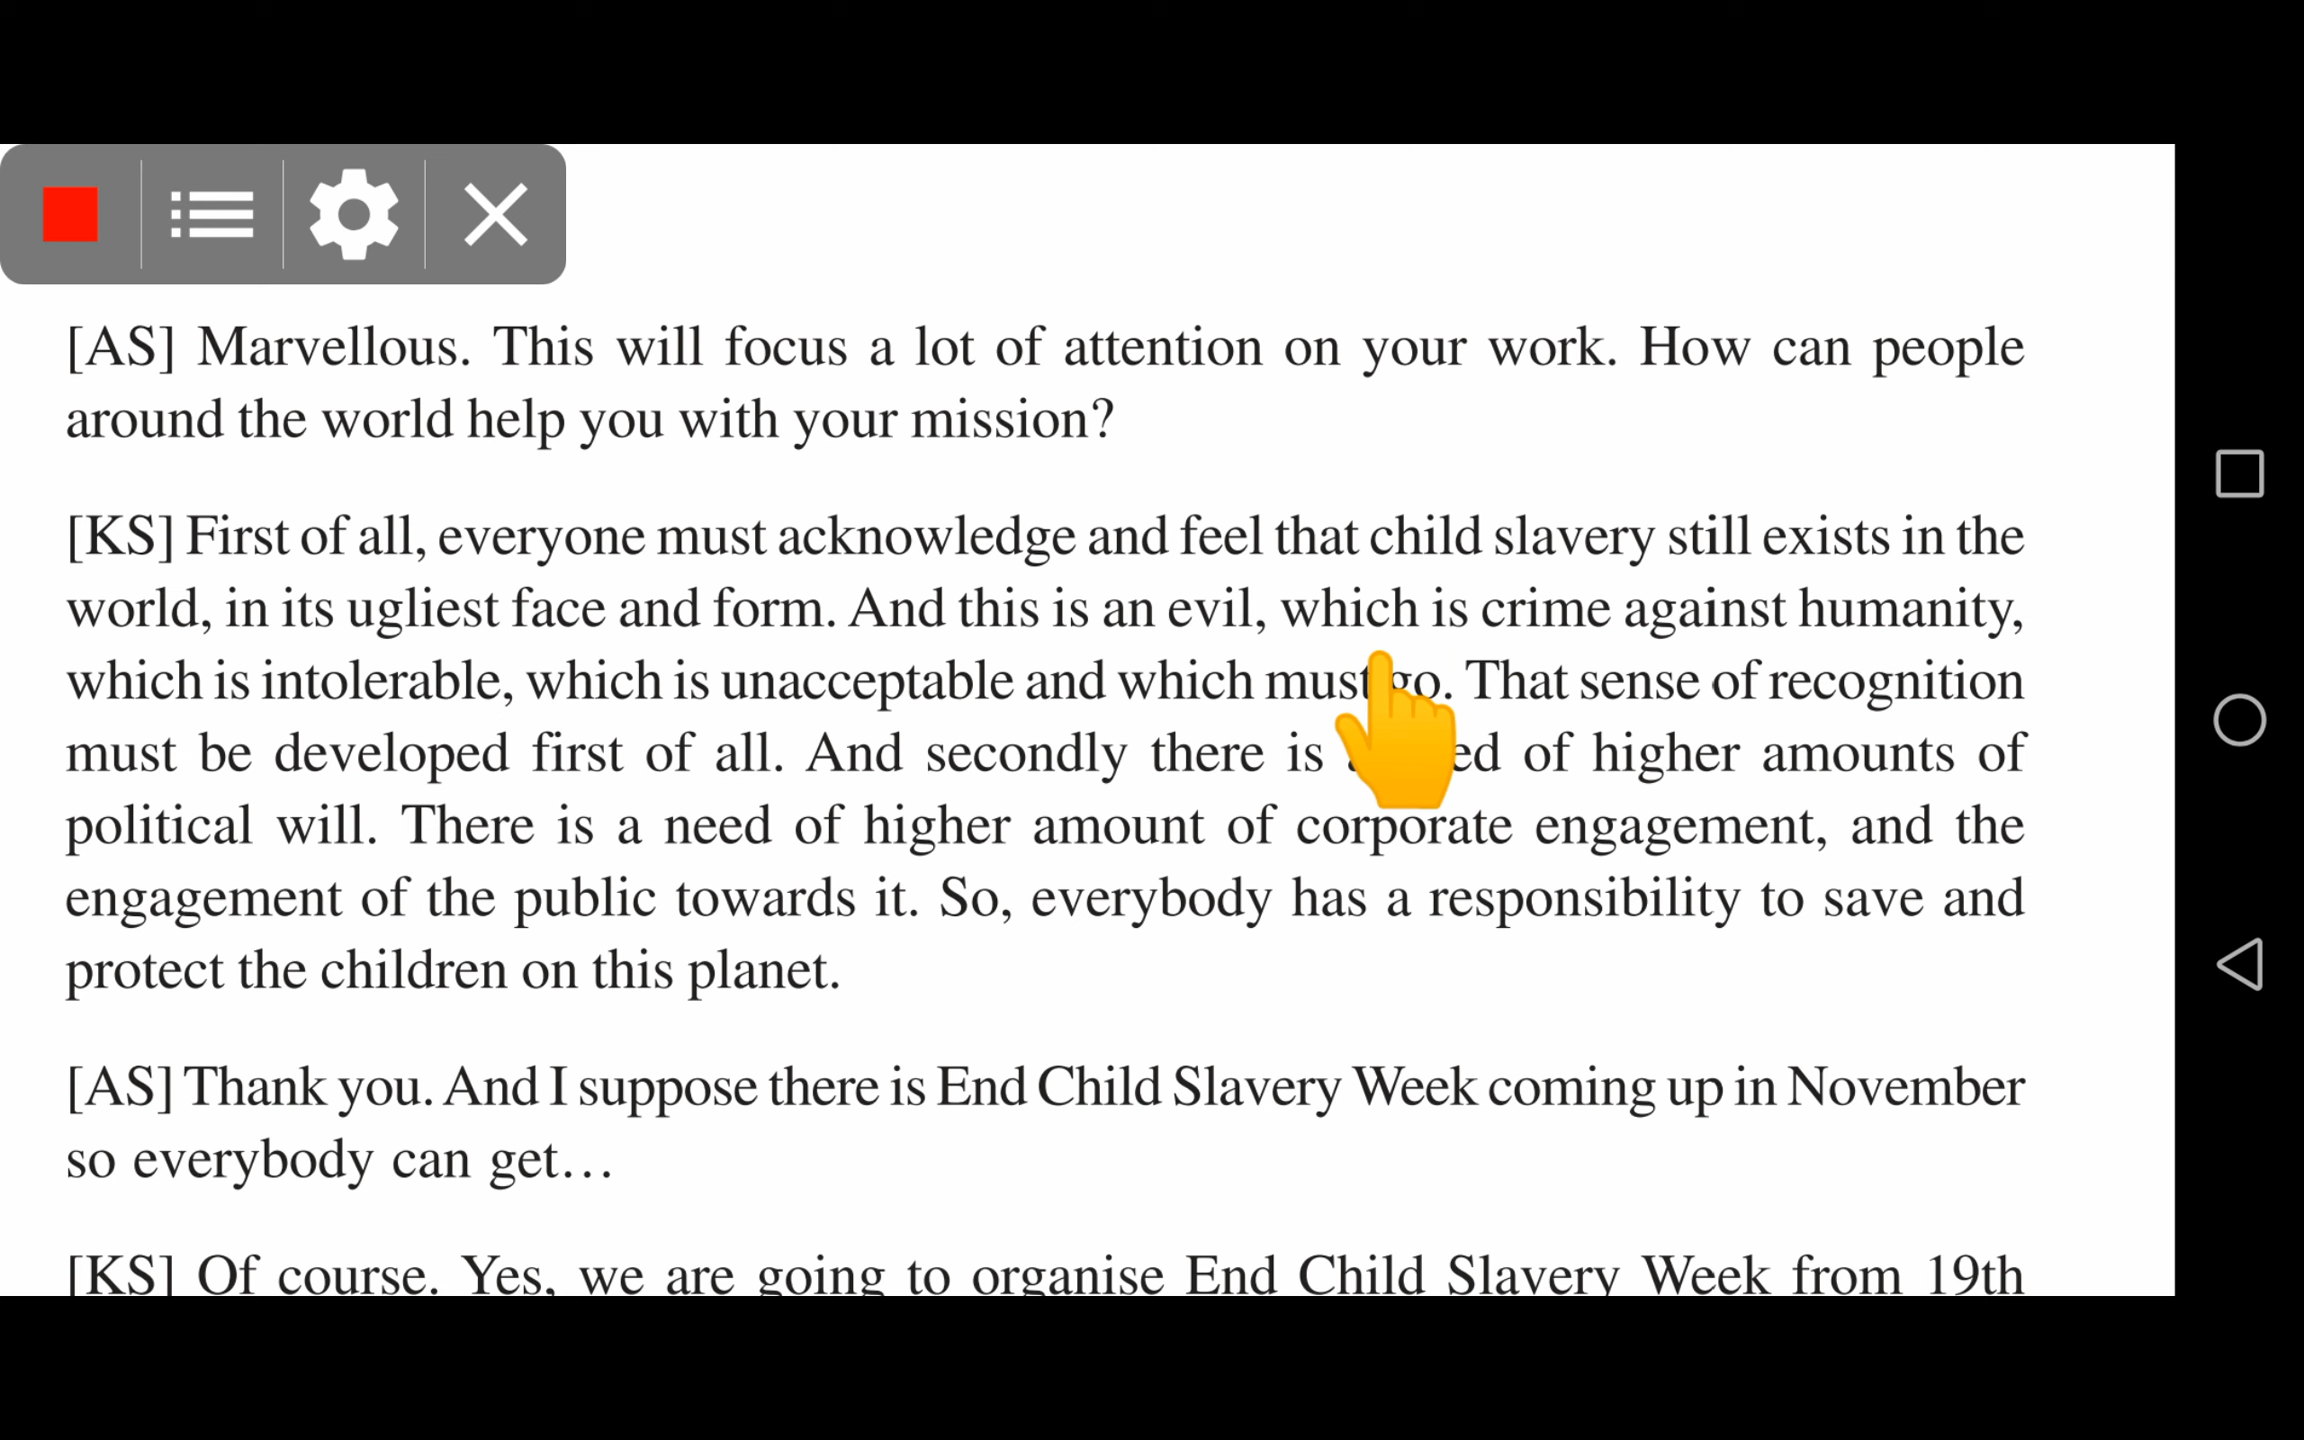 [AS] Marvellous. This will focus a lot of attention on your work. How can people
around the world help you with your mission?
[KS] First of all, everyone must acknowledge and feel that child slavery still exists in the
world, in its ugliest face and form. And this is an evil, which is crime against humanity,
which is intolerable, which is unacceptable and which must go. That sense of recognition
must be developed first of all. And secondly there is of higher amounts of
political will. There is a need of higher amount of corporate engagement, and the
engagement of the public towards it. So, everybody has a responsibility to save and
protect the children on this planet.
[AS] Thank you. And I suppose there is End Child Slavery Week coming up in November
so everybody can get…
[KS] Of course. Yes, we are going to organise End Child Slavery Week from 19th